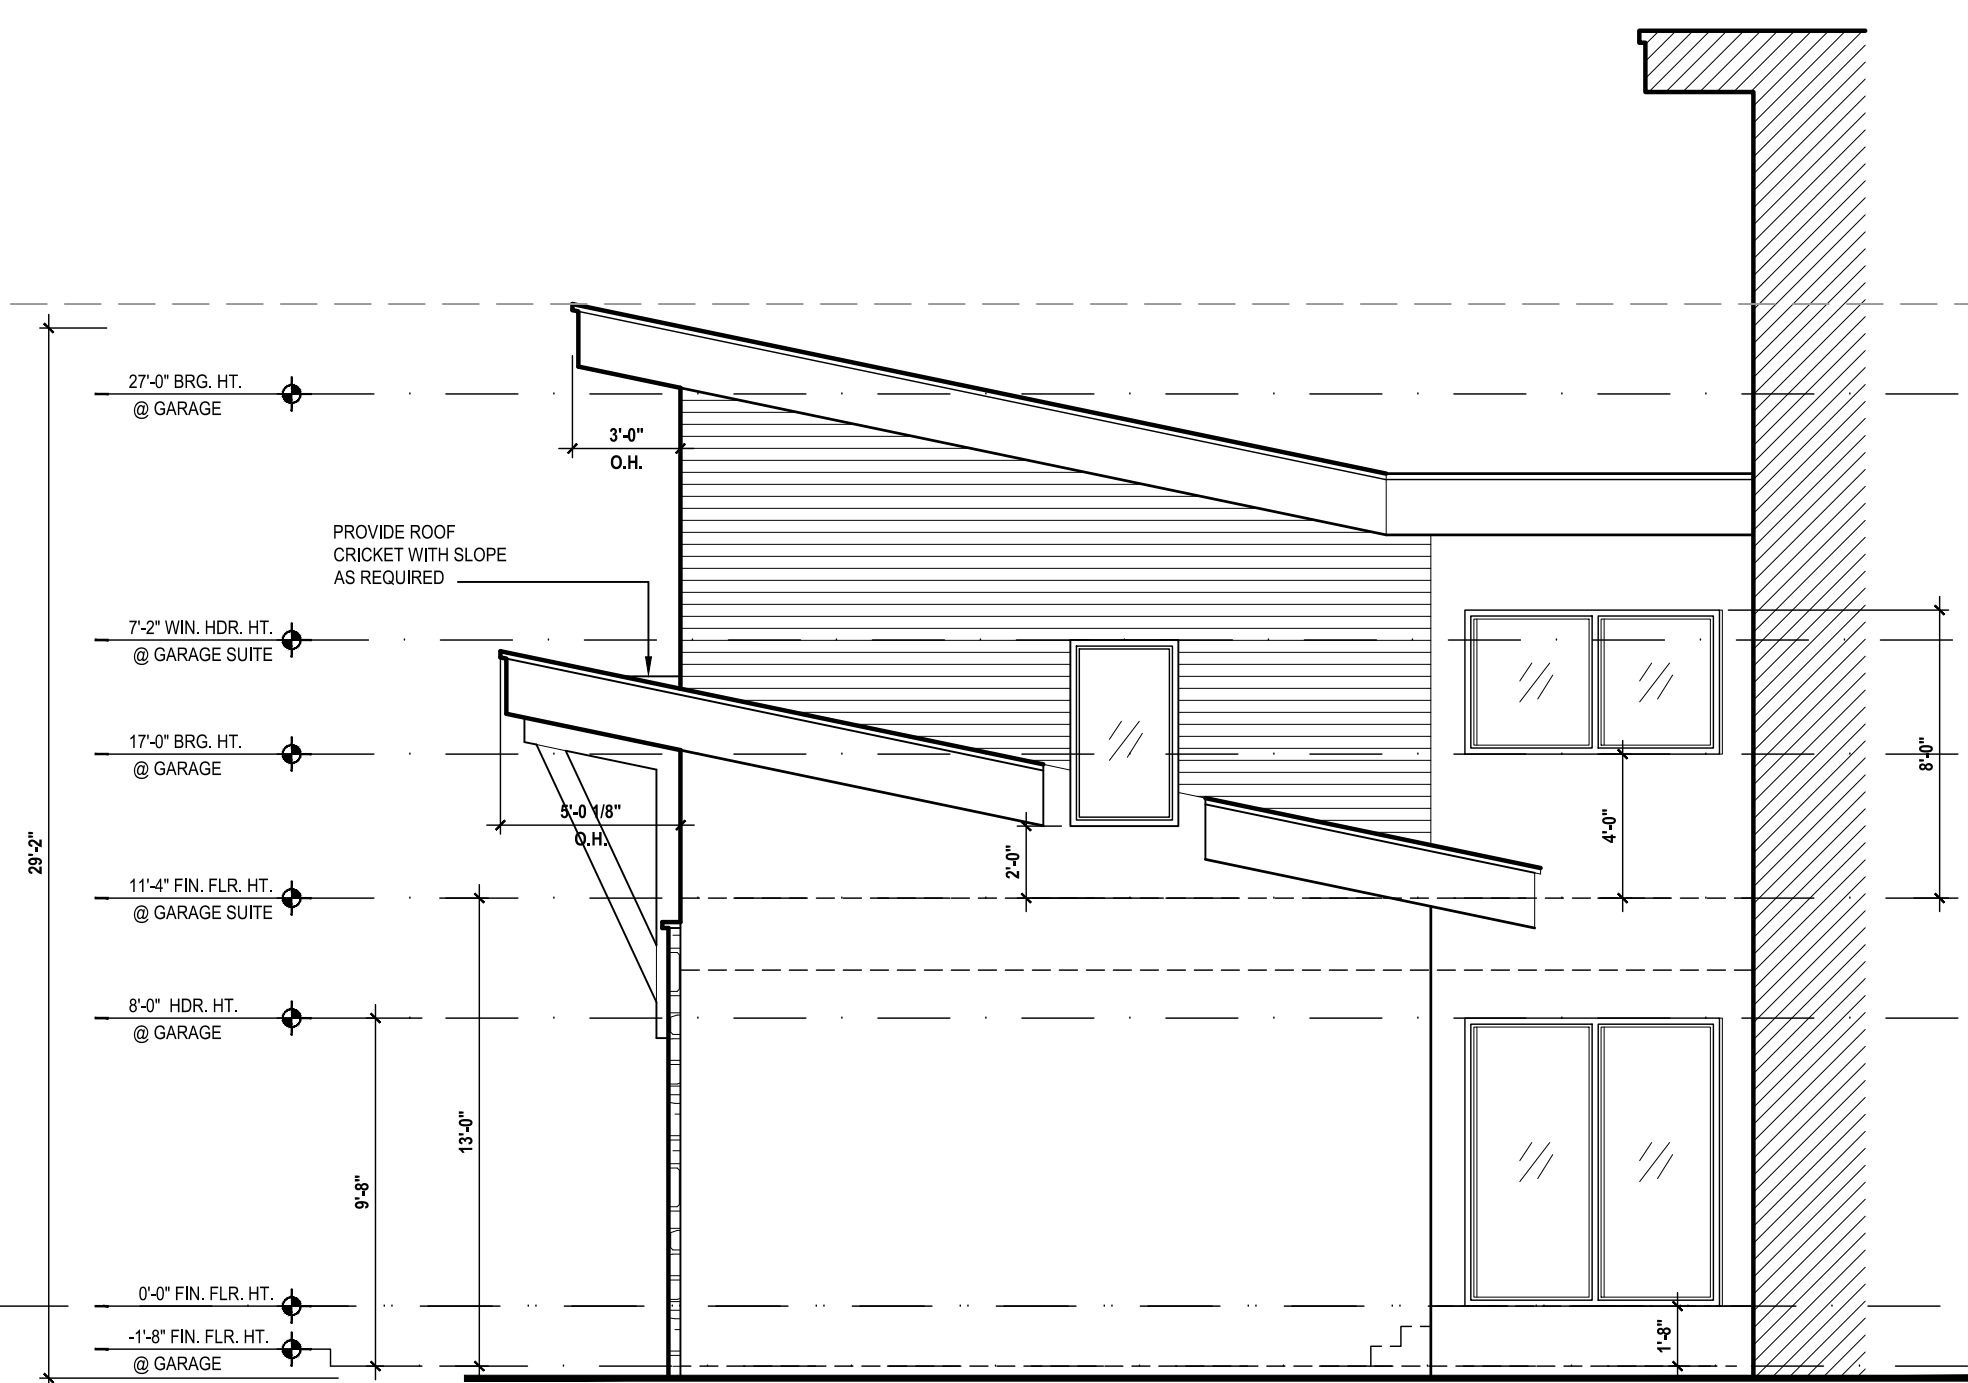 27'-0" BRG. HT.
@ GARAGE
3'-0"
O.H.
PROVIDE ROOF
CRICKET WITH SLOPE
AS REQUIRED
7'-2" WIN. HDR. HT.
@ GARAGE SUITE
17'-0" BRG. HT.
@ GARAGE
8'-0"
5'-0 1/8"
O.H.
4'-0"
29'-2"
2'-0"
11'-4" FIN. FLR. HT.
@ GARAGE SUITE
8'-0" HDR. HT.
@ GARAGE
13'-0"
9'-8"
0'-0" FIN. FLR. HT.
-1'-8" FIN. FLR. HT.
@ GARAGE
1'-8"